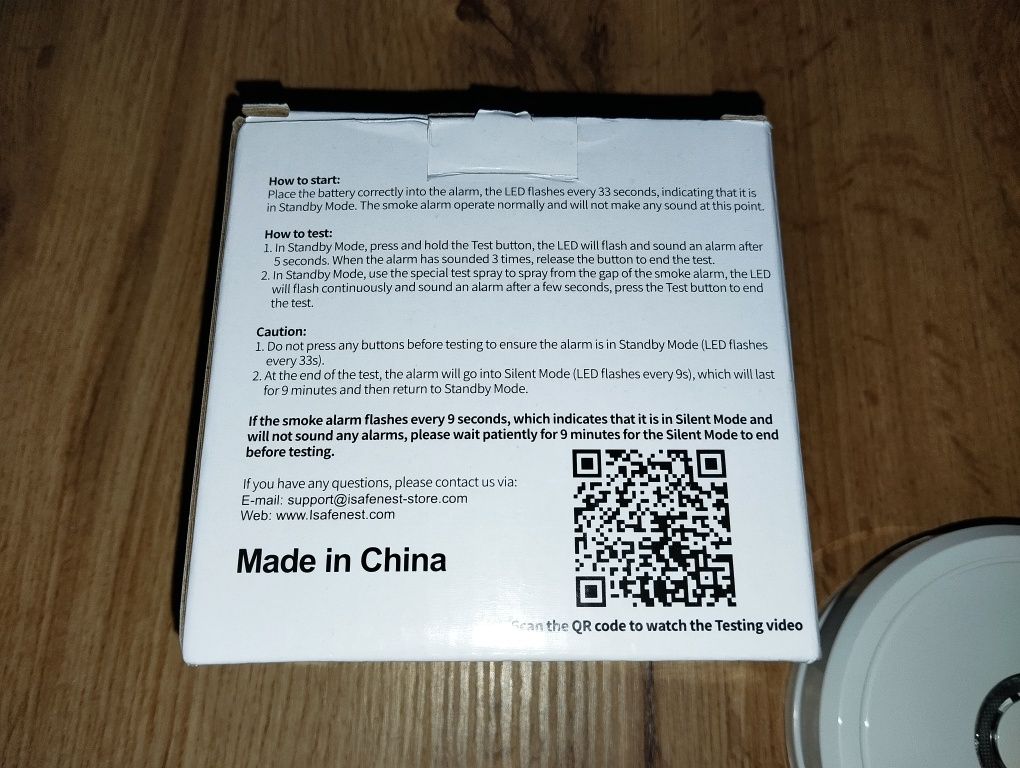 How to start:
Place the battery correctly into the alarm, the LED flashes every 33 seconds, indicating that it is
in Standby Mode. The smoke alarm operate normally and will not make any sound at this point.
How to test:
1. In Standby Mode, press and hold the Test button, the LED will flash and sound an alarm after
5 seconds. When the alarm has sounded 3 times, release the button to end the test.
2. In Standby Mode, use the special test spray to spray from the gap of the smoke alarm, the LED
will flash continuously and sound an alarm after a few seconds, press the Test button to end
the test.
Caution:
1. Do not press any buttons before testing to ensure the alarm is in Standby Mode (LED flashes
every 33s).
2. At the end of the test, the alarm will go into Silent Mode (LED flashes every 9s), which will last
for 9 minutes and then return to Standby Mode.
If the smoke alarm flashes every 9 seconds, which indicates that it is in Silent Mode and
will not sound any alarms, please wait patiently for 9 minutes for the Silent Mode to end
before testing.
If you have any questions, please contact us via:
E-mail: support@isafenest-store.com
Web: www.Isafenest.com
Made in China
Scan the QR code to watch the Testing video